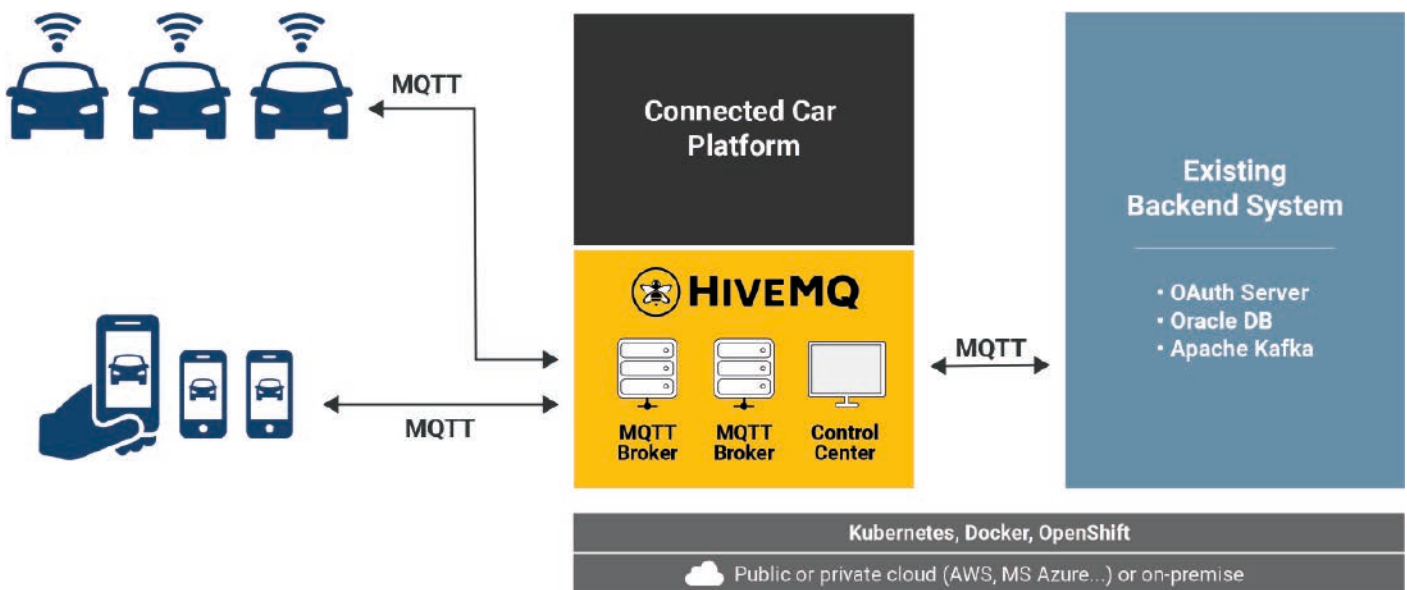 MQTT
Connected Car
Platform
Existing
Backend System
• OAuth Server
• Oracle DB
• Apache Kafka
HIVEMQ
MQTT
Broker
MQTT
Broker
Control
Center
MQTT
MQTT
Kubernetes, Docker, OpenShift
Public or private cloud (AWS, MS Azure...) or on-premise